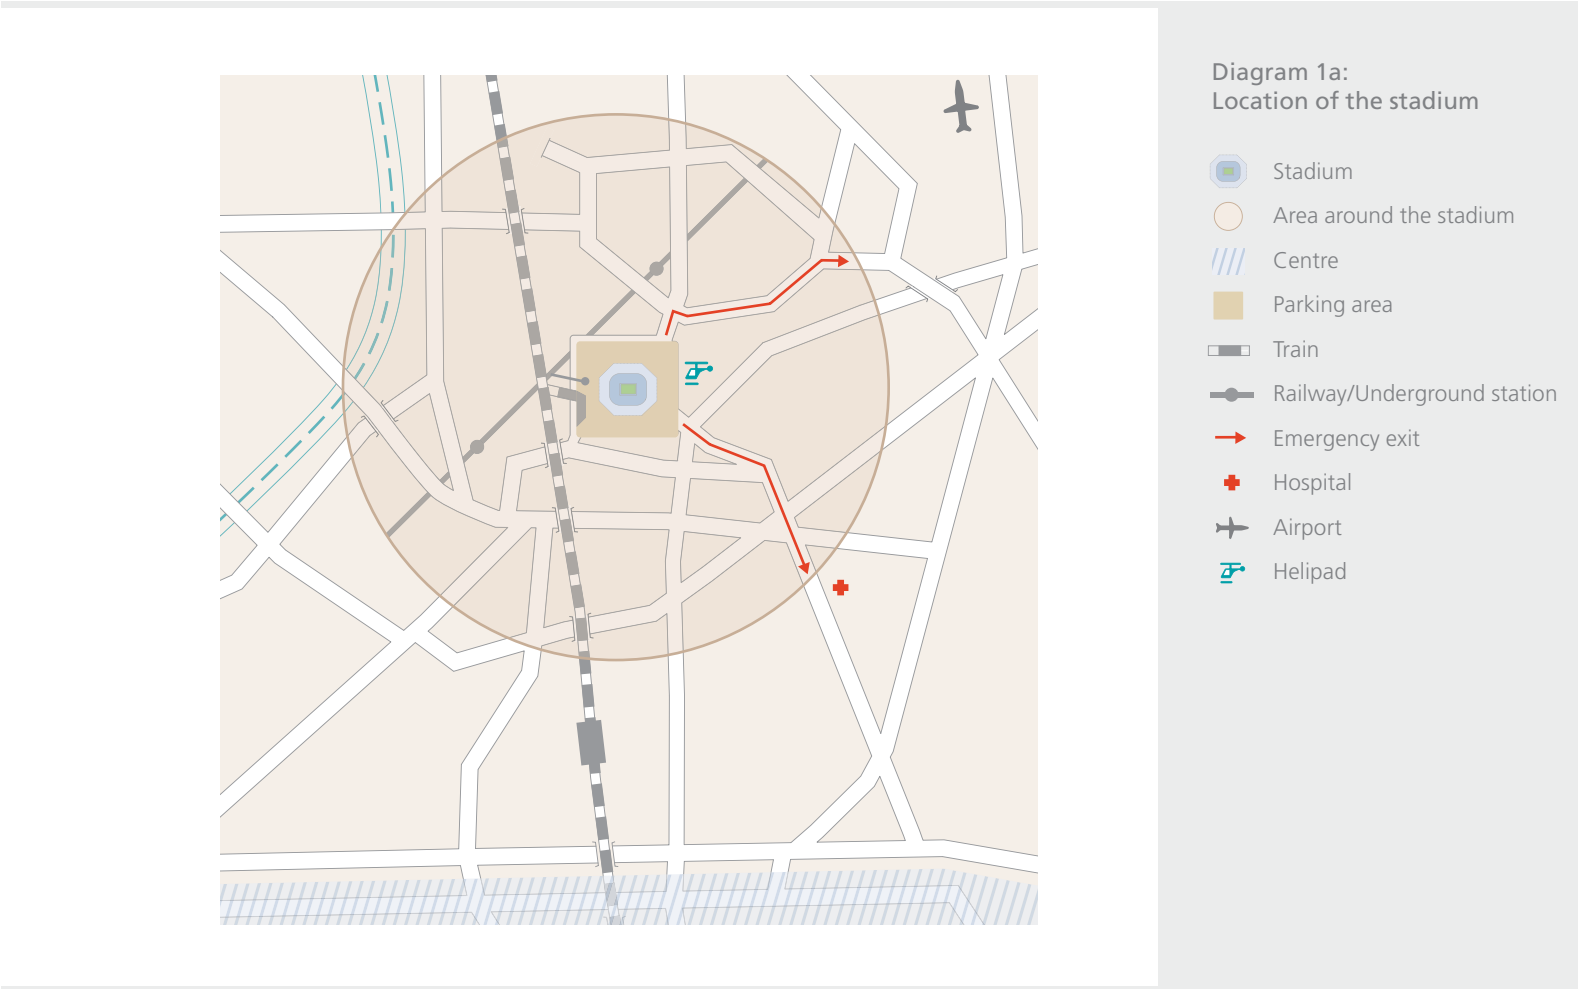 Diagram 1a:
Location of the stadium
Stadium
Area around the stadium
Centre
Parking area
Train
Railway/Underground station
Emergency exit
Hospital
Airport
Helipad